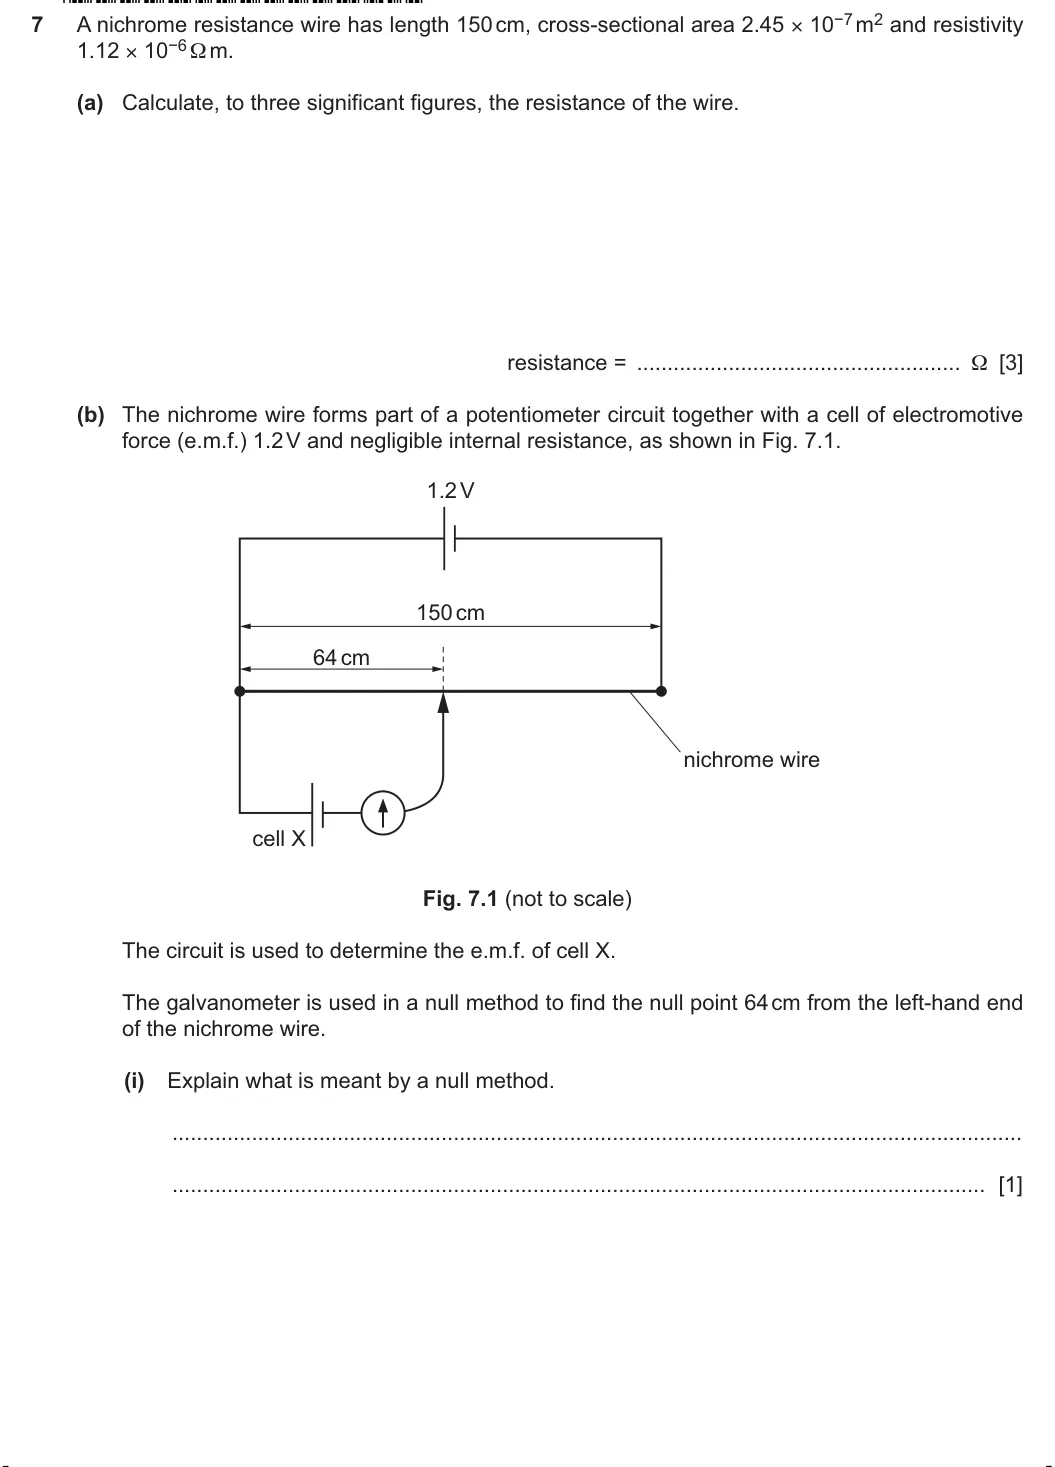 7 A nichrome resistance wire has length 150 cm, cross-sectional area 2.45 × 10⁻⁷ m² and resistivity
1.12 × 10⁻⁶ Ω m.
(a) Calculate, to three significant figures, the resistance of the wire.
resistance = ..................................................... Ω [3]
(b) The nichrome wire forms part of a potentiometer circuit together with a cell of electromotive
force (e.m.f.) 1.2 V and negligible internal resistance, as shown in Fig. 7.1.
1.2 V
150 cm
64 cm
nichrome wire
cell X
Fig. 7.1 (not to scale)
The circuit is used to determine the e.m.f. of cell X.
The galvanometer is used in a null method to find the null point 64 cm from the left-hand end
of the nichrome wire.
(i) Explain what is meant by a null method.
...........................................................................................................................................
..................................................................................................................................... [1]